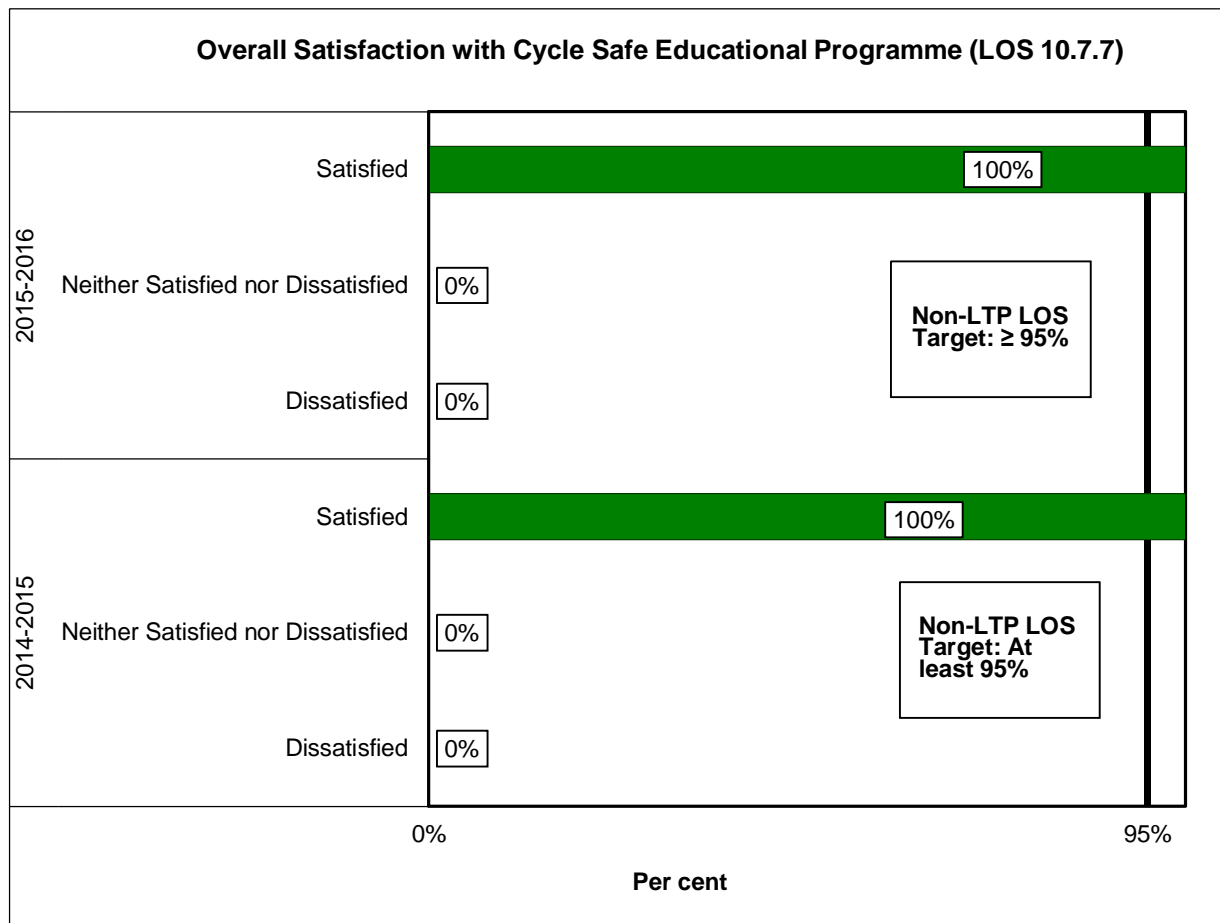 Overall Satisfaction with Cycle Safe Educational Programme (LOS 10.7.7)
2015-2016
Satisfied
100%
Neither Satisfied nor Dissatisfied
0%
Non-LTP LOS
Target: ≥ 95%
Dissatisfied
0%
2014-2015
Satisfied
100%
Neither Satisfied nor Dissatisfied
0%
Non-LTP LOS
Target: At
least 95%
Dissatisfied
0%
0%
95%
Per cent